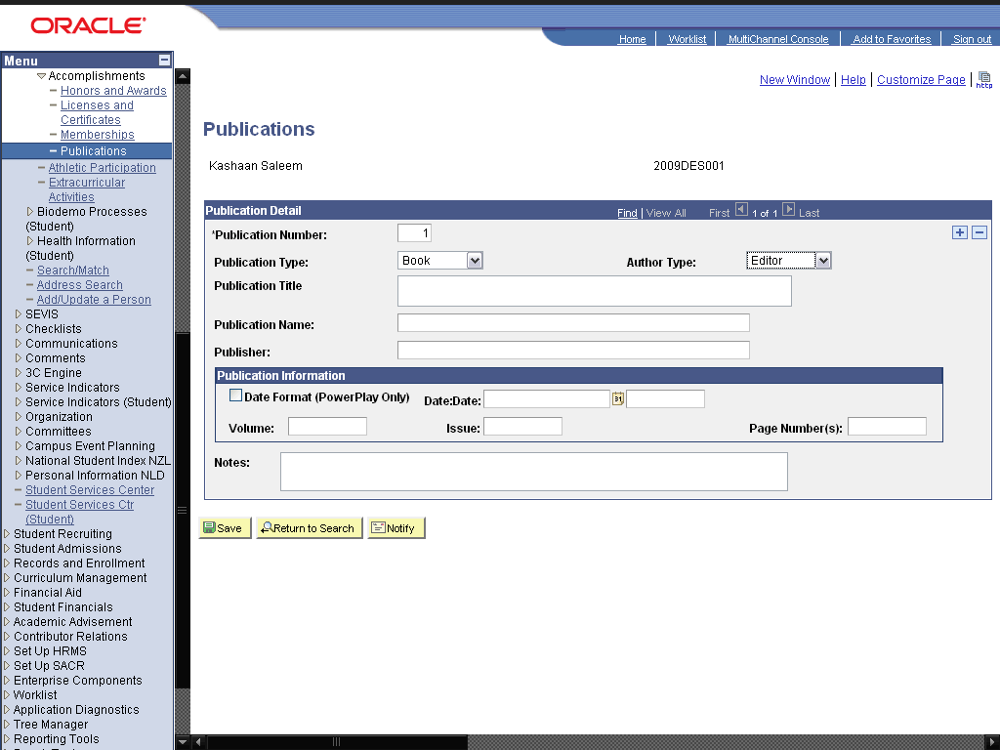 ORACLE®
Home
Worklist
MultiChannel Console
Add to Favorites
Sign out
Menu
Accomplishments
Honors and Awards
Licenses and
Certificates
Memberships
Publications
Athletic Participation
Extracurricular
Activities
Biodemo Processes
(Student)
Health Information
(Student)
Search/Match
Address Search
Add/Update a Person
SEVIS
Checklists
Communications
Comments
3C Engine
Service Indicators
Service Indicators (Student)
Organization
Committees
Campus Event Planning
National Student Index NZL
Personal Information NLD
Student Services Center
Student Services Ctr
(Student)
Student Recruiting
Student Admissions
Records and Enrollment
Curriculum Management
Financial Aid
Student Financials
Academic Advisement
Contributor Relations
Set Up HRMS
Set Up SACR
Enterprise Components
Worklist
Application Diagnostics
Tree Manager
Reporting Tools
New Window | Help | Customize Page | http
Publications
Kashaan Saleem 2009DES001
Publication Detail Find | View All First 1 of 1 Last
*Publication Number: 1
Publication Type: Book Author Type: Editor
Publication Title
Publication Name:
Publisher:
Publication Information
Date Format (PowerPlay Only) Date:Date: 31
Volume: Issue: Page Number(s):
Notes:
Save Return to Search Notify